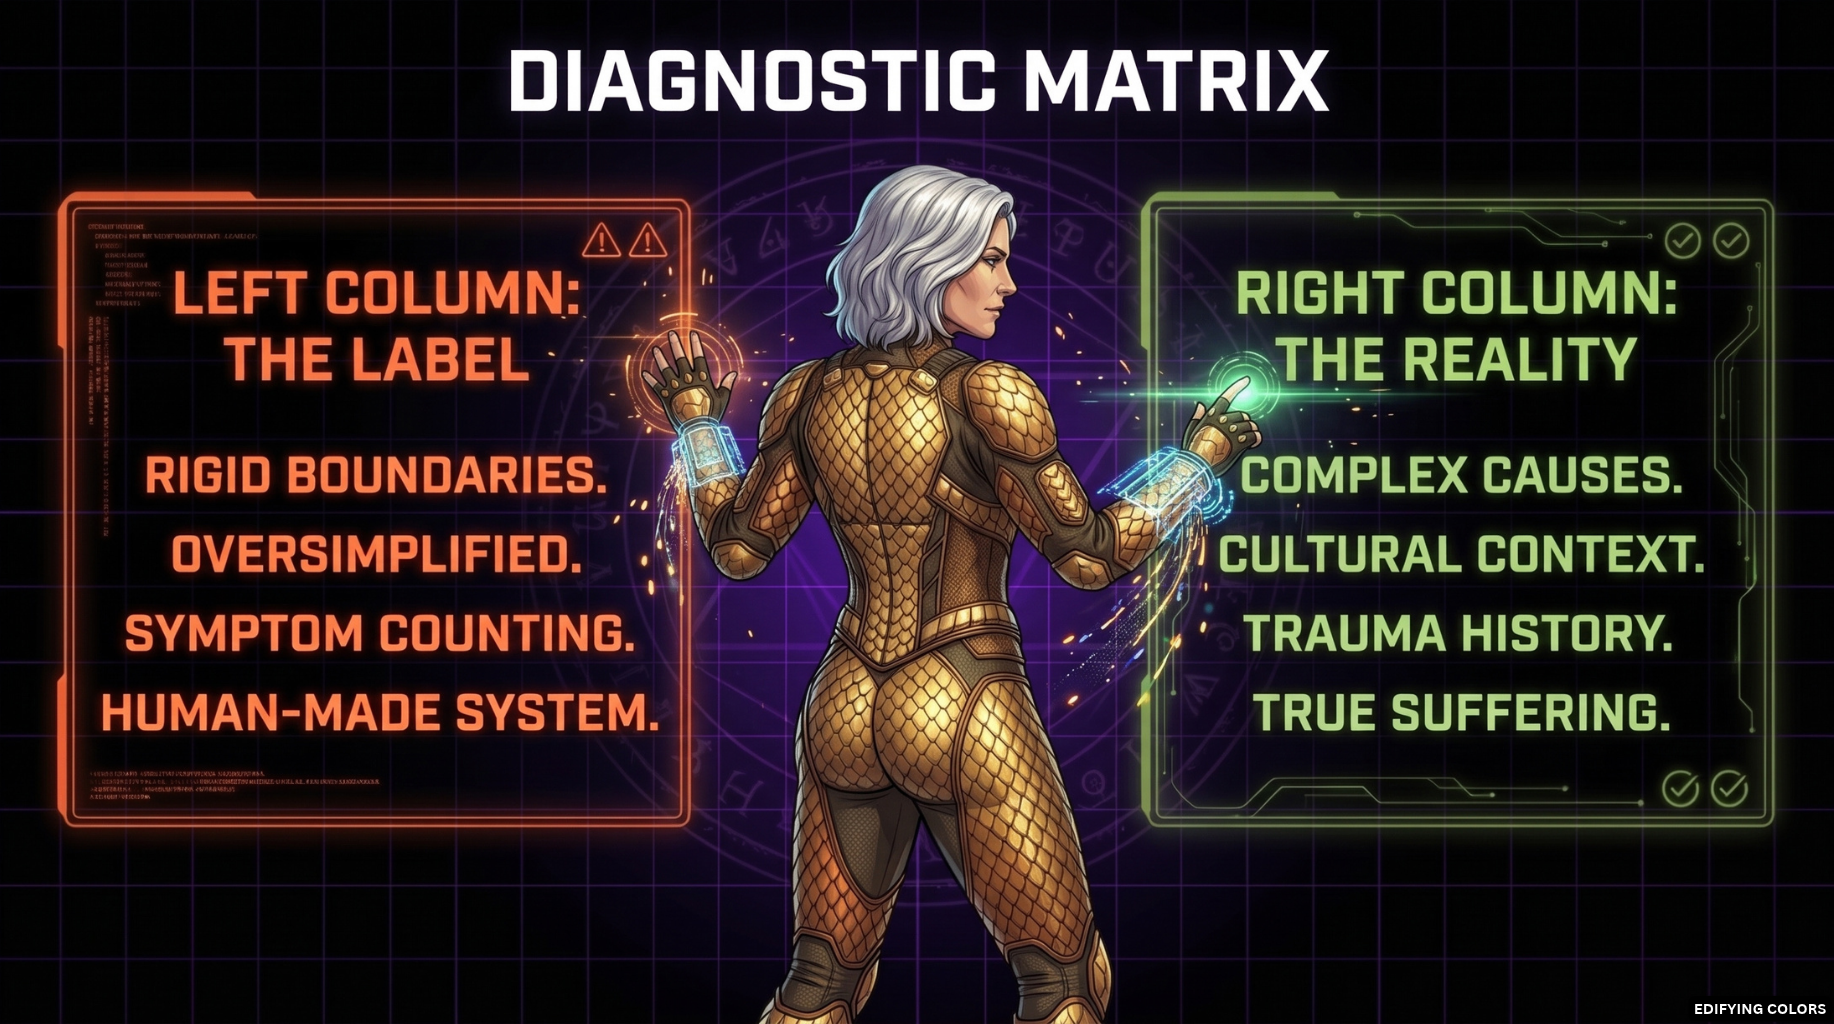 DIAGNOSTIC MATRIX
LEFT COLUMN:
THE LABEL
RIGID BOUNDARIES.
OVERSIMPLIFIED.
SYMPTOM COUNTING.
HUMAN-MADE SYSTEM.
RIGHT COLUMN:
THE REALITY
COMPLEX CAUSES.
CULTURAL CONTEXT.
TRAUMA HISTORY.
TRUE SUFFERING.
EDIFYING COLORS